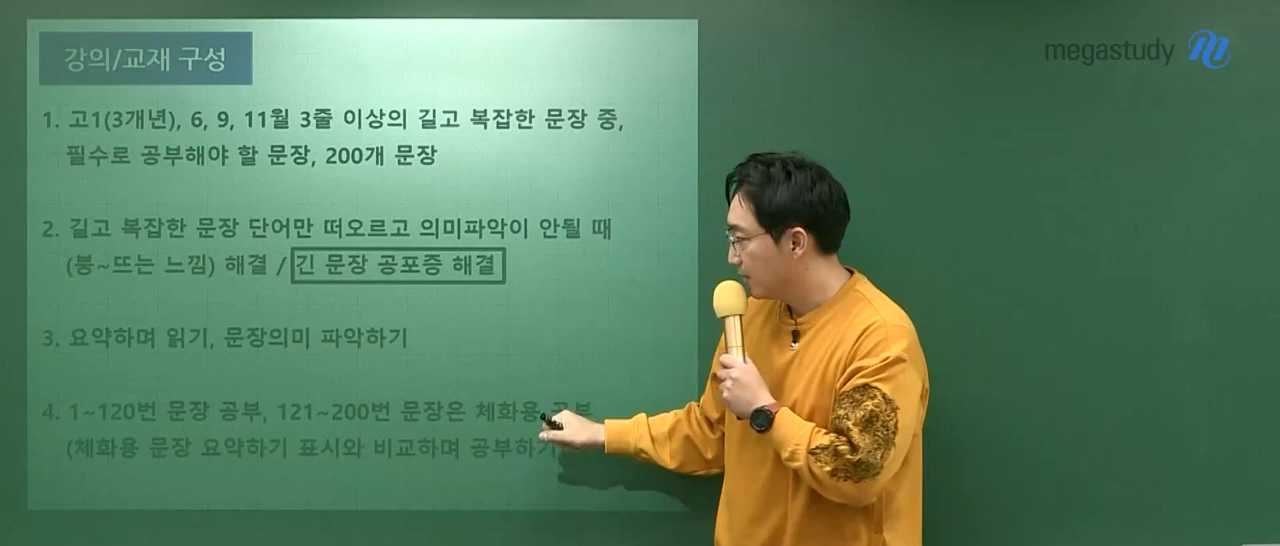 megastudy
강의/교재 구성
1. 고1(3개년), 6, 9, 11월 3줄 이상의 길고 복잡한 문장 중,
필수로 공부해야 할 문장, 200개 문장
2. 길고 복잡한 문장 단어만 떠오르고 의미파악이 안될 때
(붕~뜨는 느낌) 해결 / 긴 문장 공포증 해결
3. 요약하며 읽기, 문장의미 파악하기
4. 1~120번 문장 공부, 121~200번 문장은 체화용 공부
(체화용 문장 요약하기 표시와 비교하며 공부하기